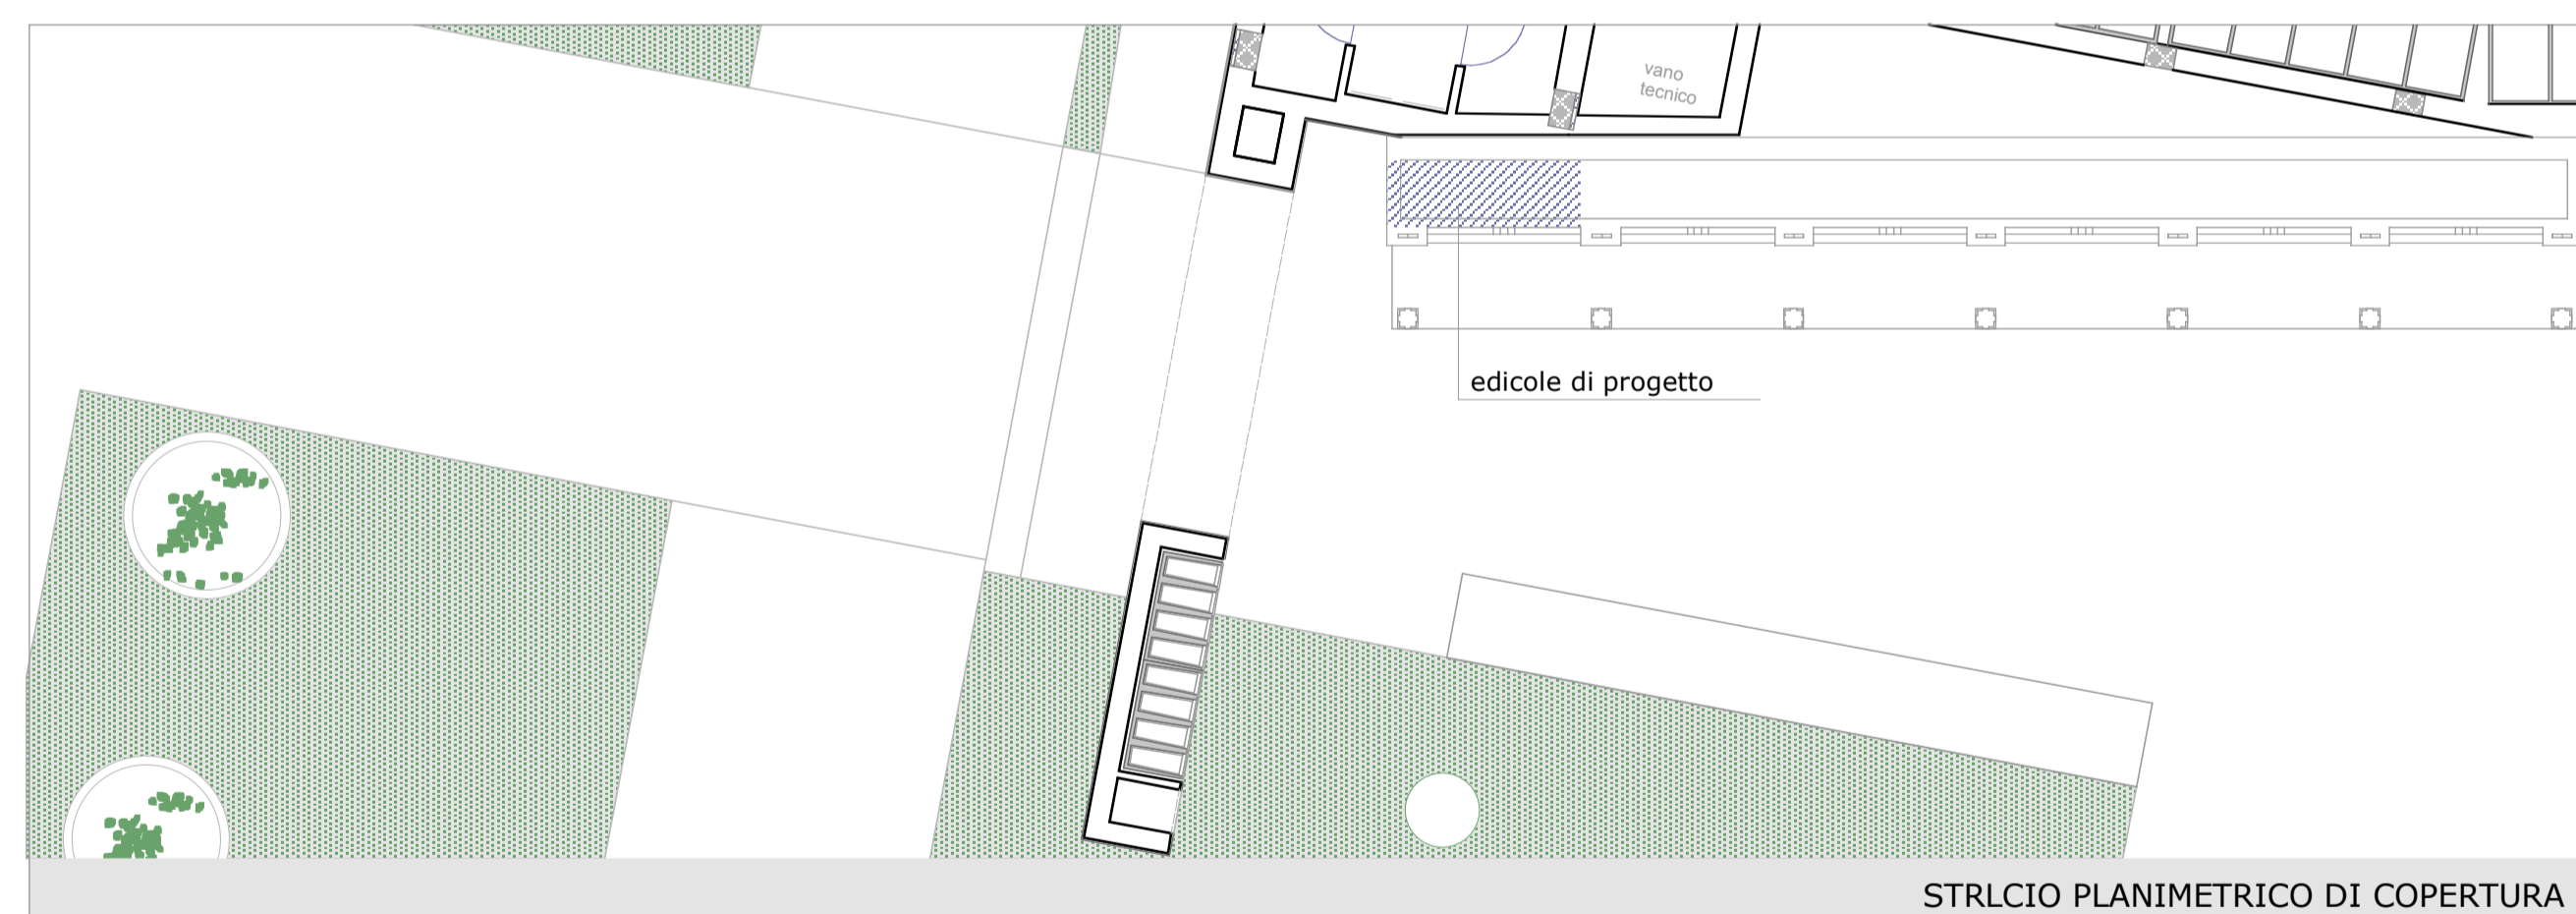 vano
tecnico
edicole di progetto
STRLCIO PLANIMETRICO DI COPERTURA